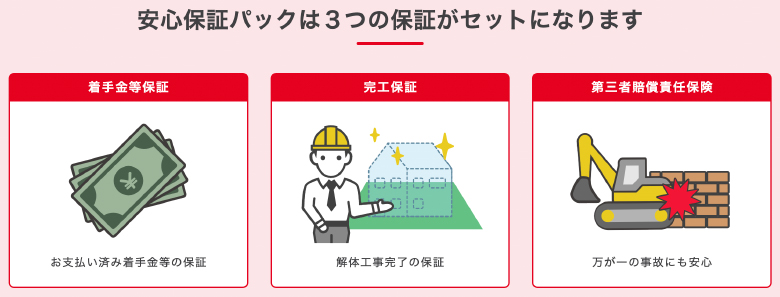 安心保証パックは３つの保証がセットになります
着手金等保証
お支払い済み着手金等の保証
完工保証
解体工事完了の保証
第三者賠償責任保険
万が一の事故にも安心